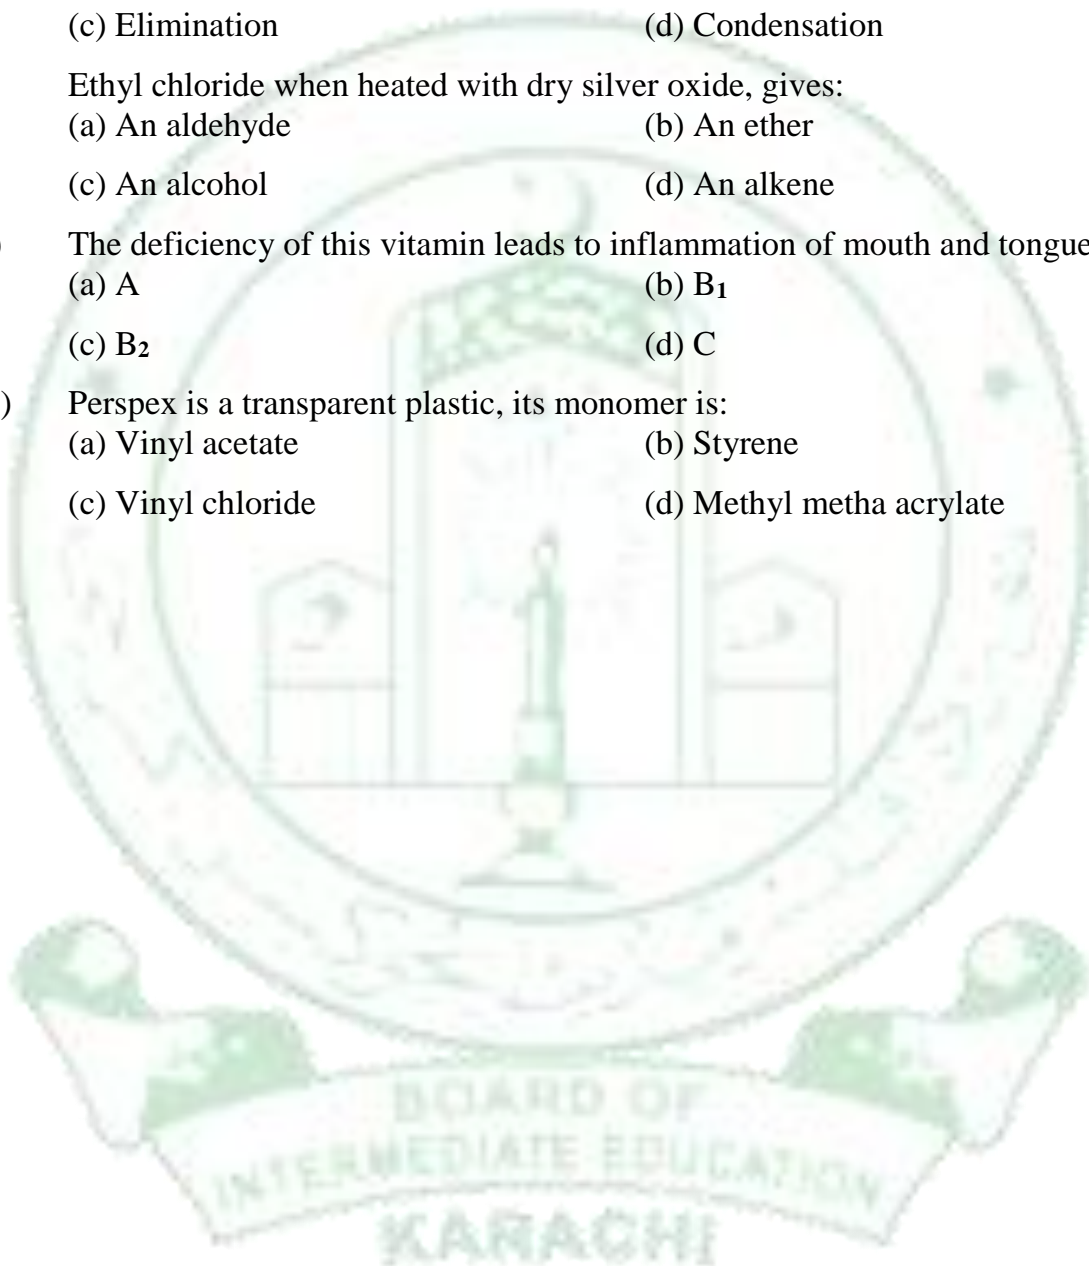 (c) Elimination (d) Condensation
Ethyl chloride when heated with dry silver oxide, gives:
(a) An aldehyde (b) An ether
(c) An alcohol (d) An alkene
) The deficiency of this vitamin leads to inflammation of mouth and tongue
(a) A (b) B₁
(c) B₂ (d) C
) Perspex is a transparent plastic, its monomer is:
(a) Vinyl acetate (b) Styrene
(c) Vinyl chloride (d) Methyl metha acrylate
BOARD OF
INTERMEDIATE EDUCATION
KARACHI